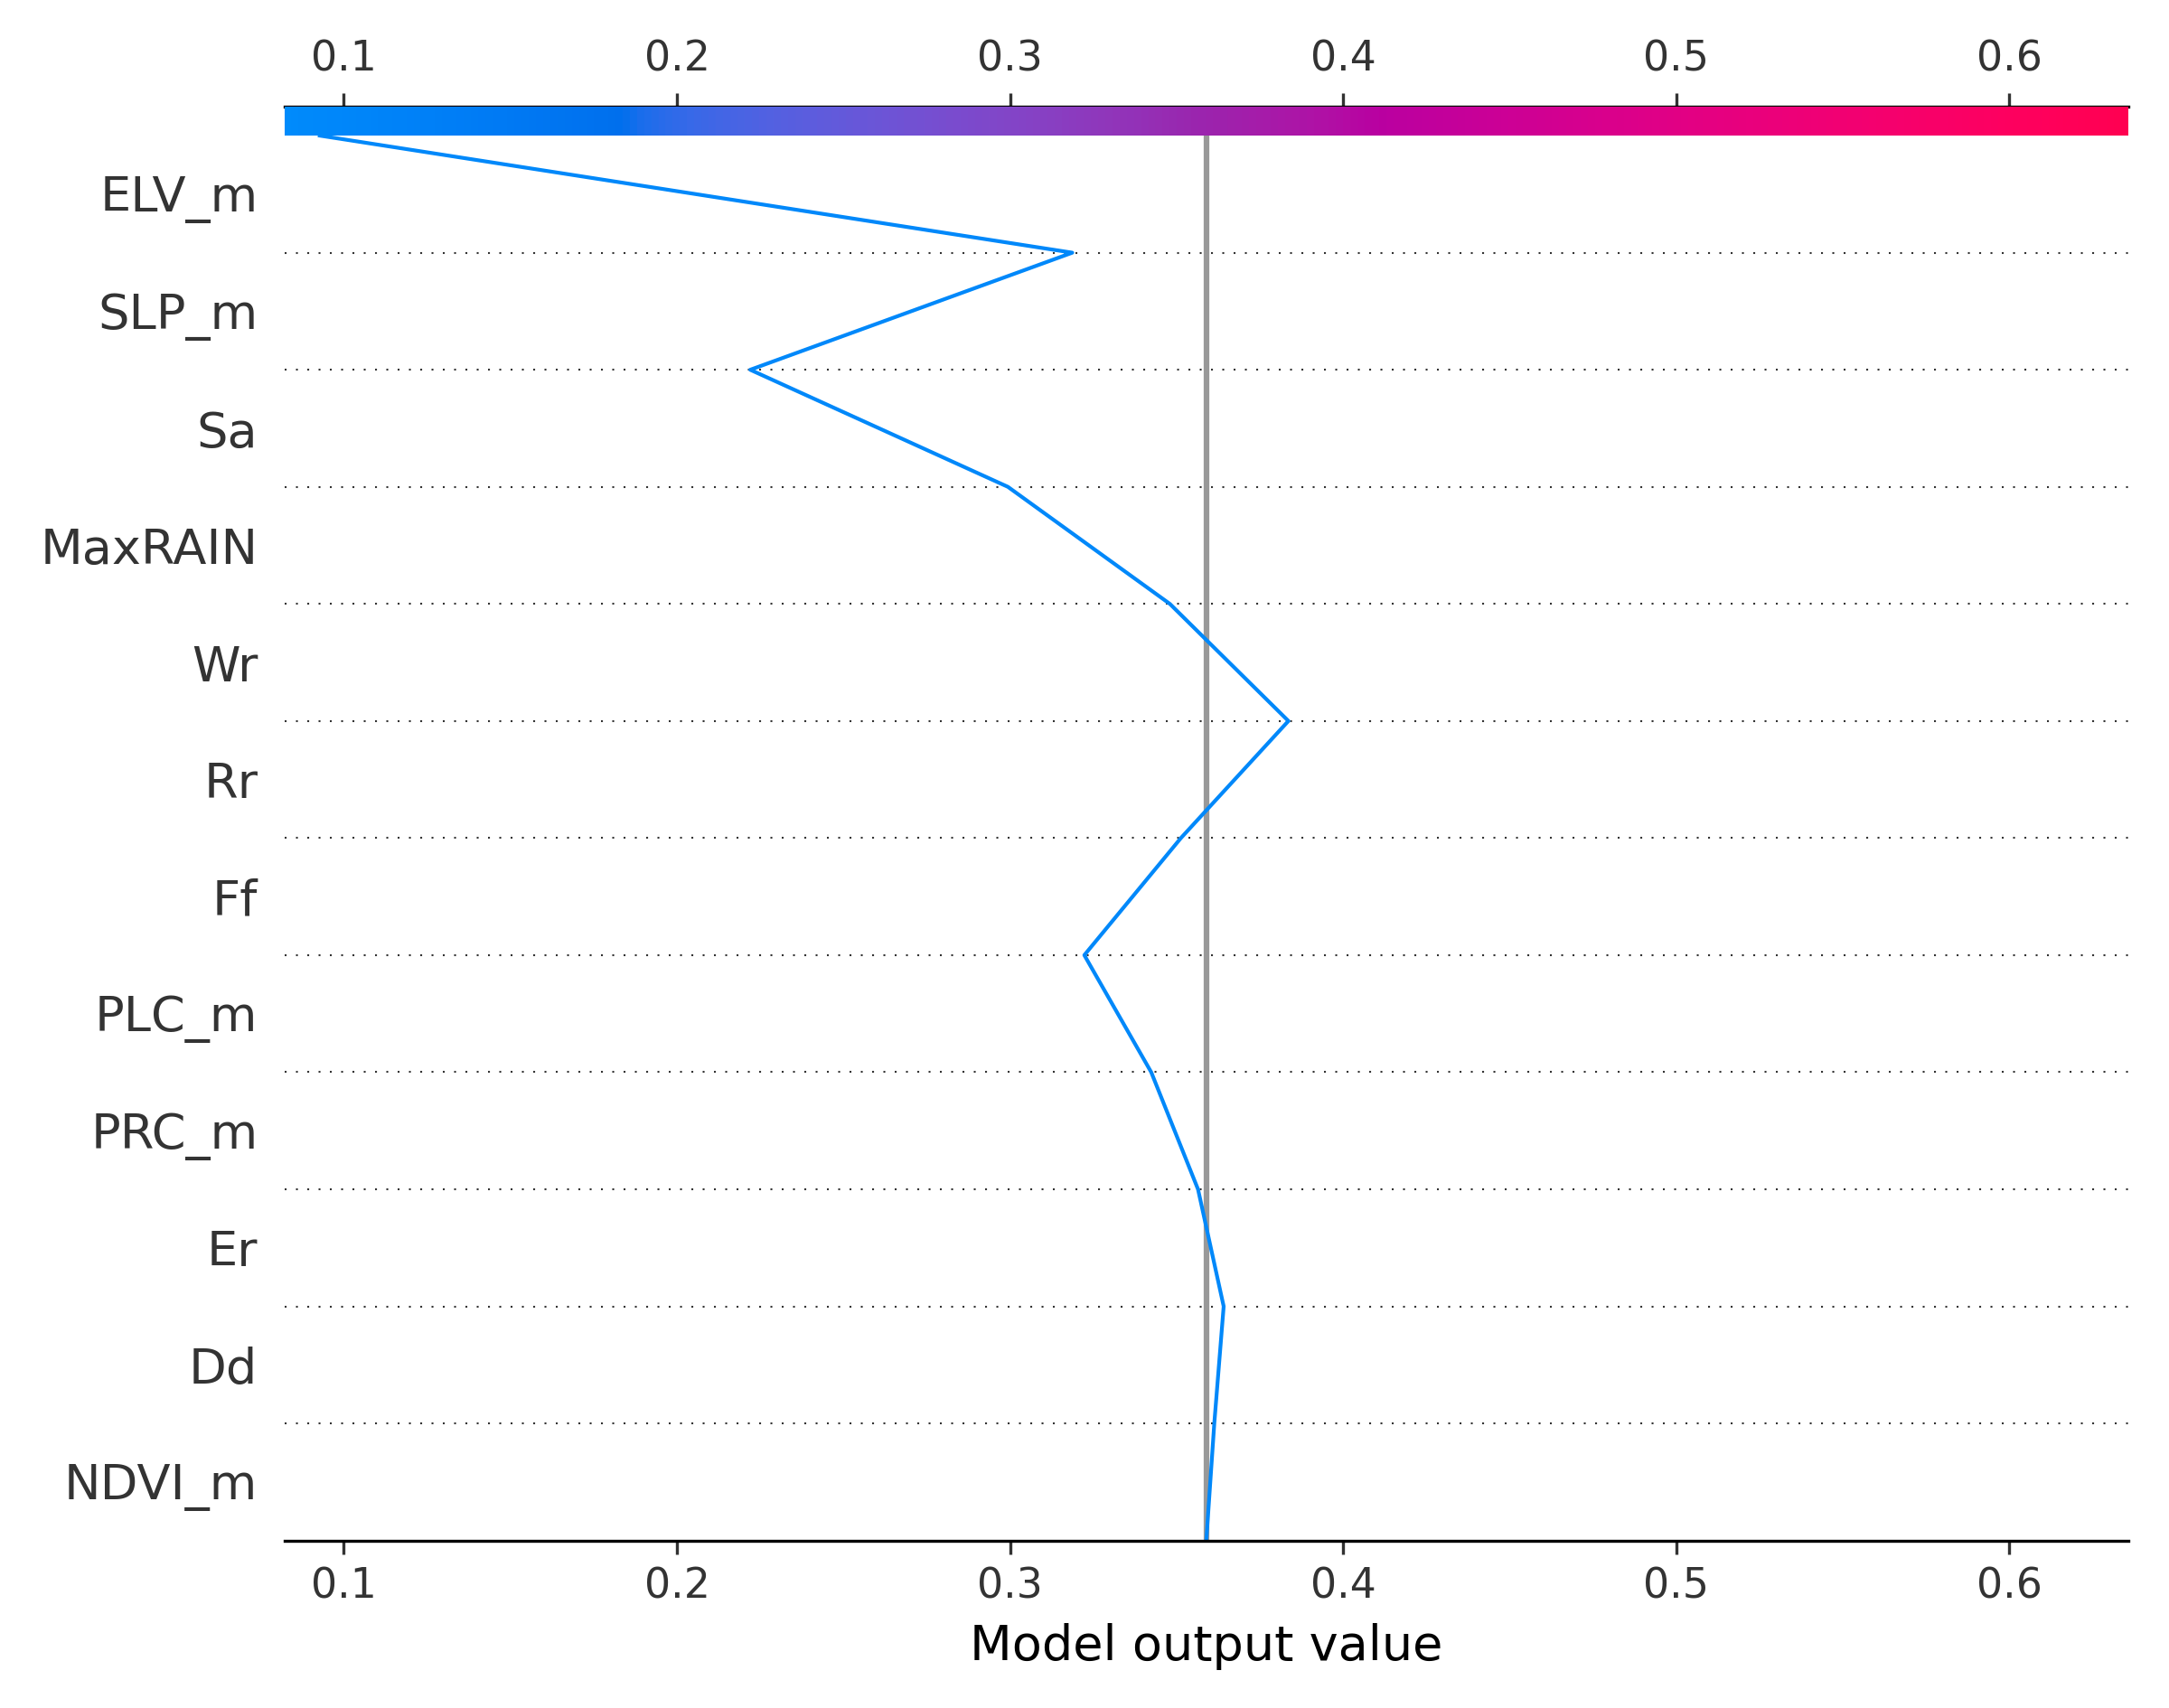 0.1 0.2 0.3 0.4 0.5 0.6
ELV_m
SLP_m
Sa
MaxRAIN
Wr
Rr
Ff
PLC_m
PRC_m
Er
Dd
NDVI_m
0.1 0.2 0.3 0.4 0.5 0.6
Model output value